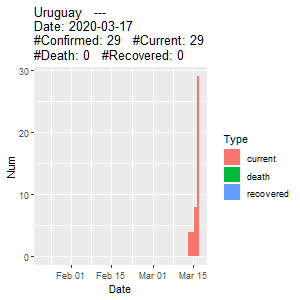 Uruguay   ---
Date: 2020-03-17
#Confirmed: 29   #Current: 29
#Death: 0   #Recovered: 0
30
20
10
0
Num
Feb 01   Feb 15   Mar 01   Mar 15
Date
Type
current
death
recovered